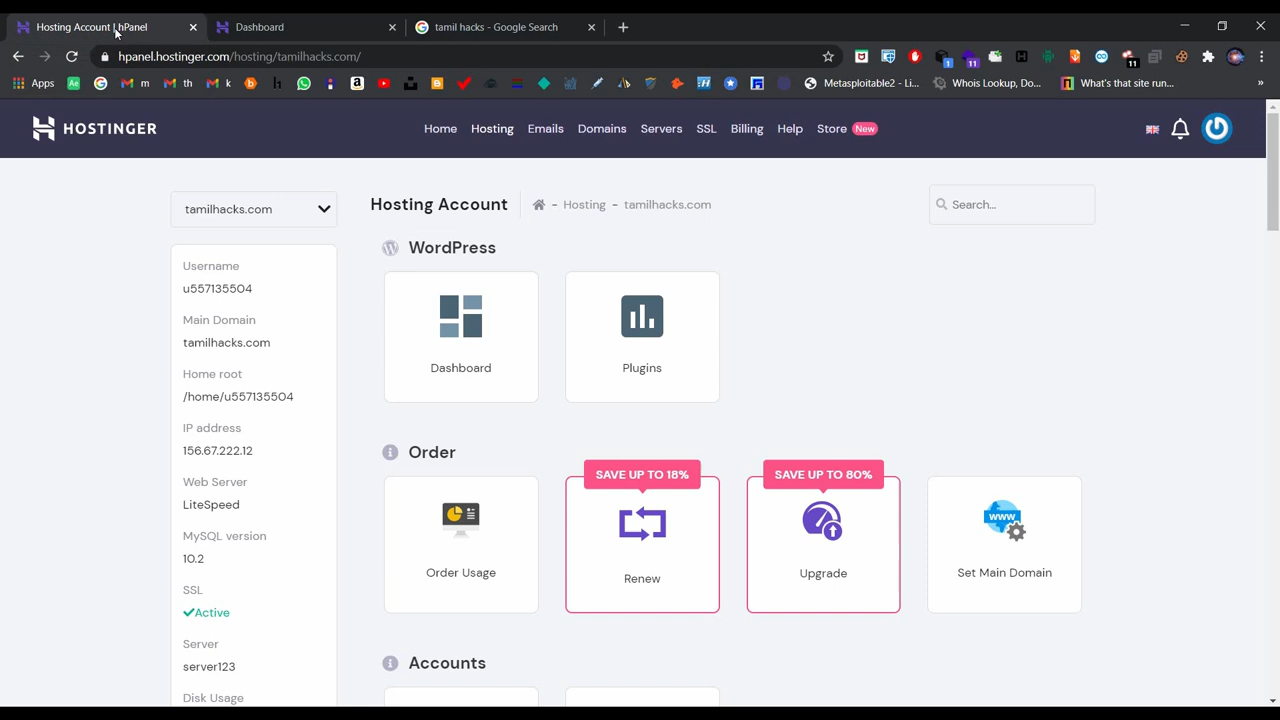 Hosting Account | hPanel
Dashboard
tamil hacks - Google Search
hpanel.hostinger.com/hosting/tamilhacks.com/
1
11
11
Apps
m
th
k
Metasploitable2 - Li...
Whois Lookup, Do...
What's that site run...
HOSTINGER
Home
Hosting
Emails
Domains
Servers
SSL
Billing
Help
Store
New
tamilhacks.com
Hosting Account
- Hosting - tamilhacks.com
Search...
Username
u557135504
Main Domain
tamilhacks.com
Home root
/home/u557135504
IP address
156.67.222.12
Web Server
LiteSpeed
MySQL version
10.2
SSL
Active
Server
server123
Disk Usage
WordPress
Dashboard
Plugins
Order
SAVE UP TO 18%
SAVE UP TO 80%
Order Usage
Renew
Upgrade
WWW
Set Main Domain
Accounts